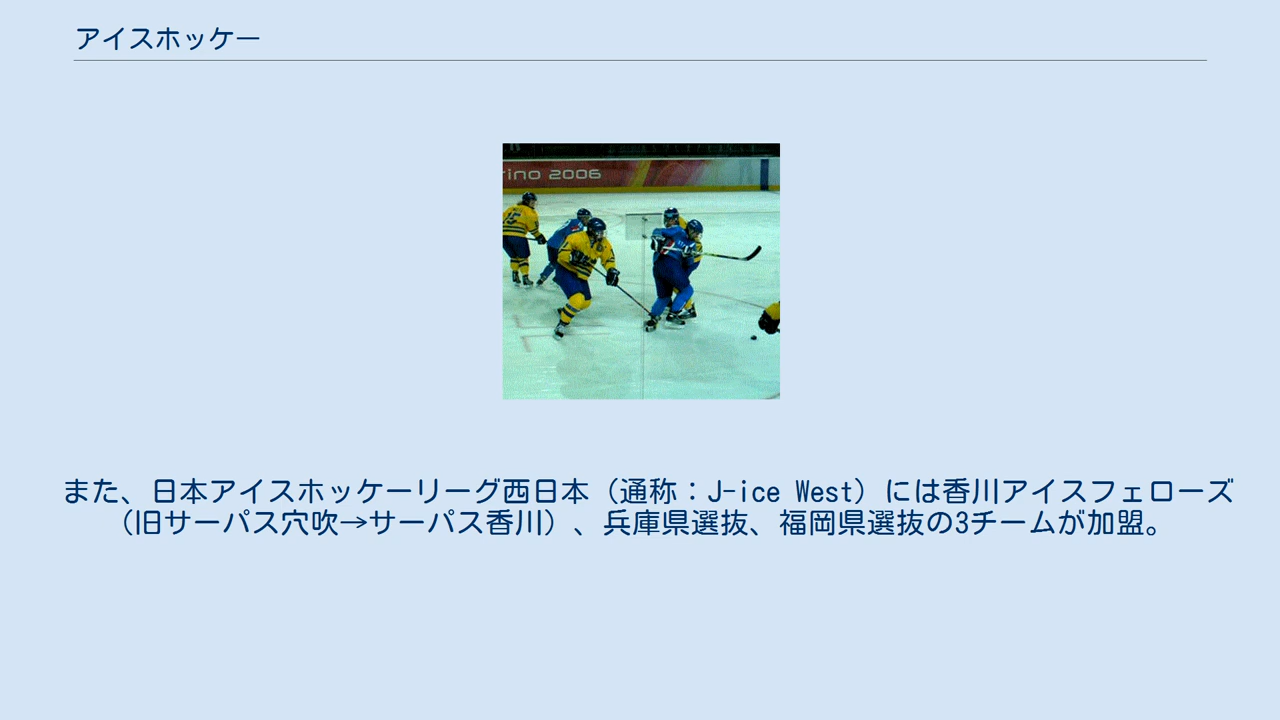 アイスホッケー
rino 2006
また、日本アイスホッケーリーグ西日本（通称：J-ice West）には香川アイスフェローズ
（旧サーパス穴吹→サーパス香川）、兵庫県選抜、福岡県選抜の3チームが加盟。